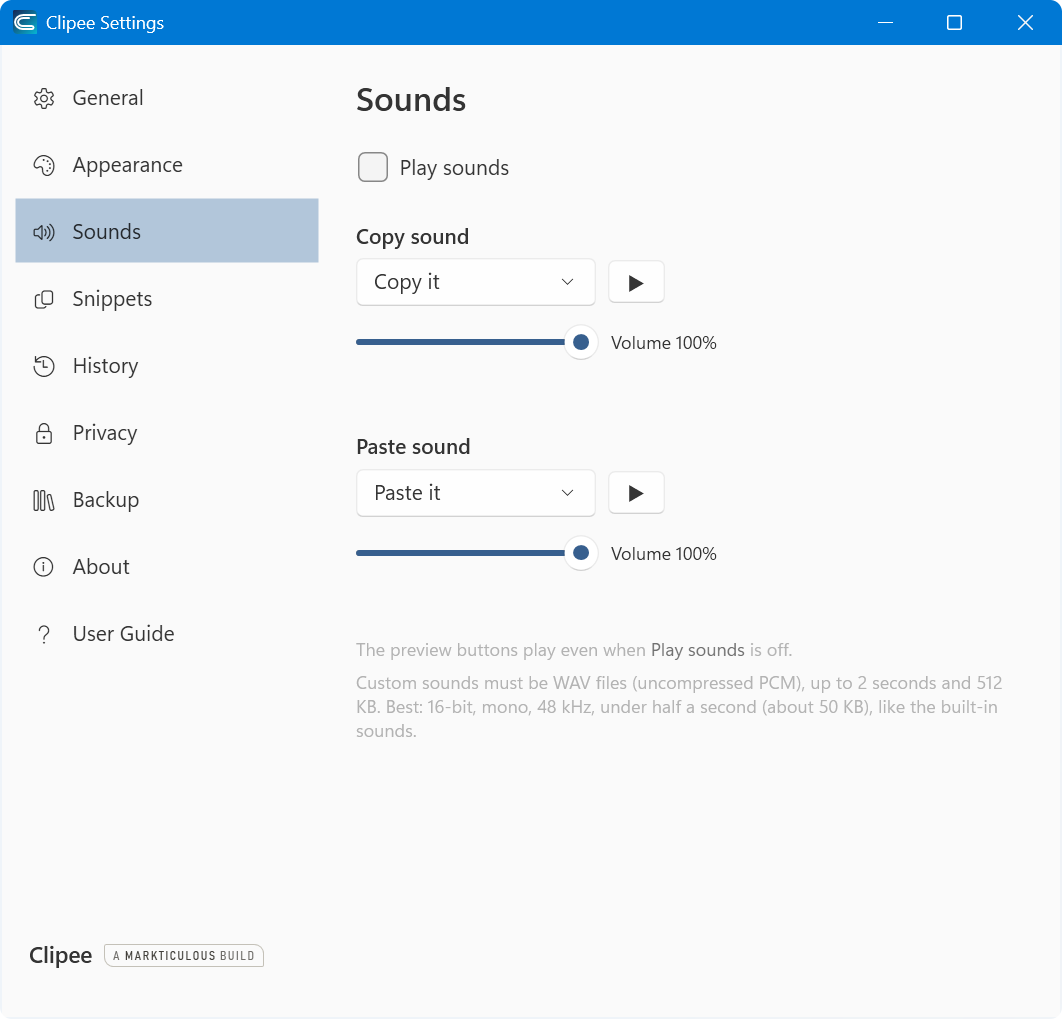 Clipee Settings
General
Appearance
Sounds
Snippets
History
Privacy
Backup
About
User Guide
Sounds
Play sounds
Copy sound
Copy it
Volume 100%
Paste sound
Paste it
Volume 100%
The preview buttons play even when Play sounds is off.
Custom sounds must be WAV files (uncompressed PCM), up to 2 seconds and 512
KB. Best: 16-bit, mono, 48 kHz, under half a second (about 50 KB), like the built-in
sounds.
Clipee
A MARKTICULOUS BUILD